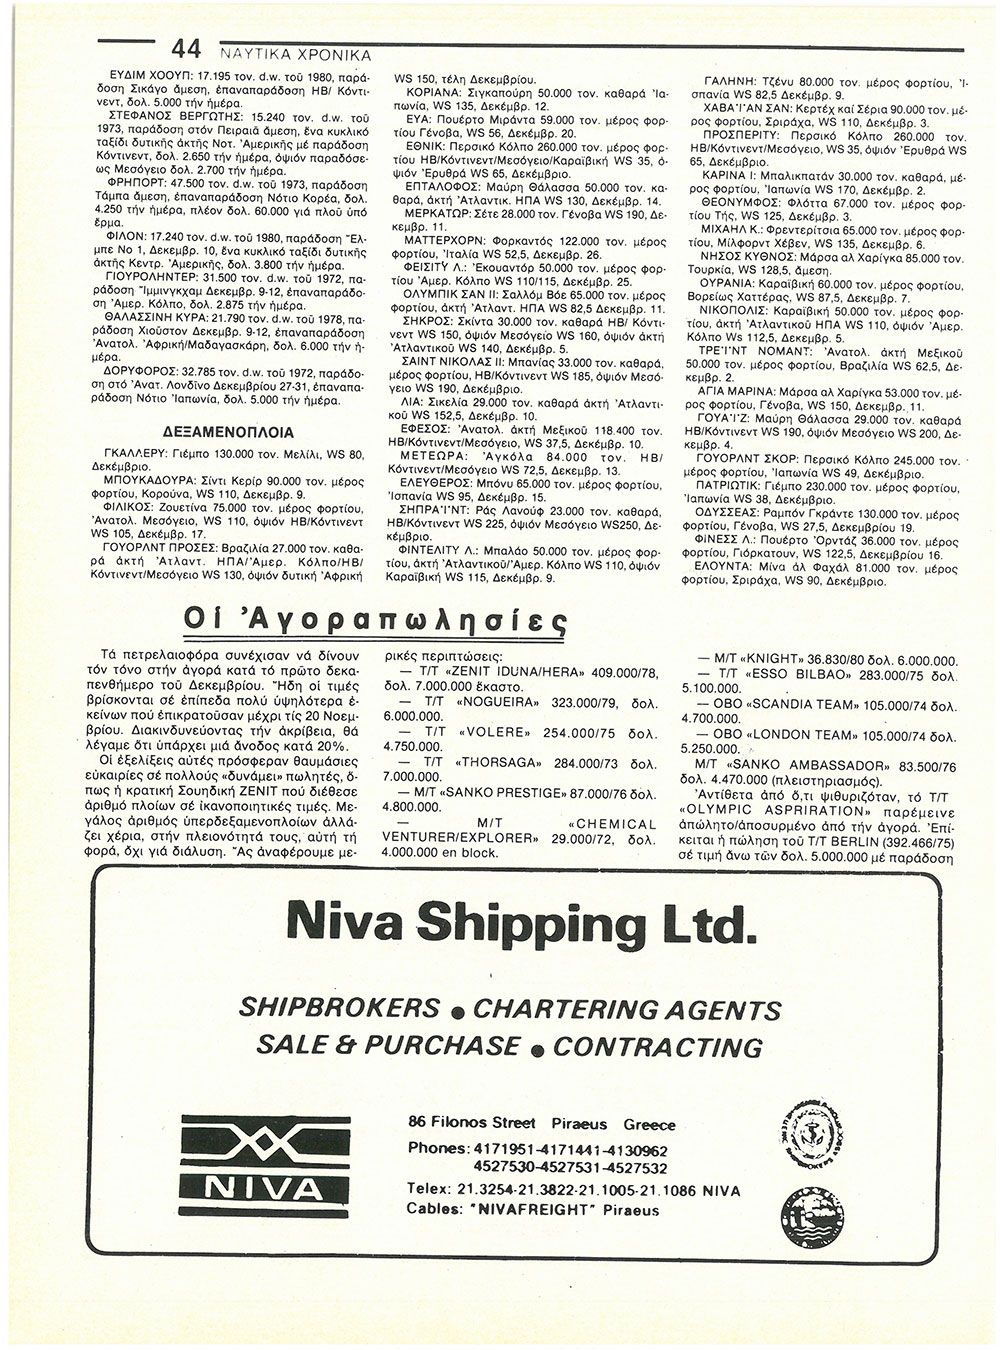 44 ΝΑΥΤΙΚΑ ΧΡΟΝΙΚΑ
ΕΥΔΙΜ ΧΟΟΥΠ: 17.195 τον. d.w. τοῦ 1980, παρά-
δοση Σικάγο ἄμεση, ἐπαναπαράδοση ΗΒ/ Κόντι-
νεντ, δολ. 5.000 τήν ἡμέρα.
ΣΤΕΦΑΝΟΣ ΒΕΡΓΩΤΗΣ: 15.240 τον. d.w. τοῦ
1973, παράδοση στόν Πειραιᾶ ἄμεση, ἕνα κυκλικό
ταξίδι δυτικῆς ἀκτῆς Νοτ. Ἀμερικῆς μέ παράδοση
Κόντινεντ, δολ. 2.650 τήν ἡμέρα, ὀψιόν παραδόσε-
ως Μεσόγειο δολ. 2.700 τήν ἡμέρα.
ΦΡΗΠΟΡΤ: 47.500 τον. d.w. τοῦ 1973, παράδοση
Τάμπα ἄμεση, ἐπαναπαράδοση Νότιο Κορέα, δολ.
4.250 τήν ἡμέρα, πλέον δολ. 60.000 γιά πλοῦ ὑπό
ἕρμα.
ΦΙΛΟΝ: 17.240 τον. d.w. τοῦ 1980, παράδοση Ἔλ-
μπε Νο 1, Δεκεμβρ. 10, ἕνα κυκλικό ταξίδι δυτικῆς
ἀκτῆς Κεντρ. Ἀμερικῆς, δολ. 3.800 τήν ἡμέρα.
ΓΙΟΥΡΟΛΗΝΤΕΡ: 31.500 τον. d.w. τοῦ 1972, πα-
ράδοση Ἴμμινγκχαμ Δεκεμβρ. 9-12, ἐπαναπαράδο-
ση Ἀμερ. Κόλπο, δολ. 2.875 τήν ἡμέρα.
ΘΑΛΑΣΣΙΝΗ ΚΥΡΑ: 21.790 τον. d.w. τοῦ 1978, πα-
ράδοση Χιοῦστον Δεκεμβρ. 9-12, ἐπαναπαράδοση
Ἀνατολ. Ἀφρική/Μαδαγασκάρη, δολ. 6.000 τήν ἡ-
μέρα.
ΔΟΡΥΦΟΡΟΣ: 32.785 τον. d.w. τοῦ 1972, παράδο-
ση στό Ἀνατ. Λονδῖνο Δεκεμβρίου 27-31, ἐπαναπα-
ράδοση Νότιο Ἰαπωνία, δολ. 5.000 τήν ἡμέρα.
ΔΕΞΑΜΕΝΟΠΛΟΙΑ
ΓΚΑΛΛΕΡΥ: Γιέμπο 130.000 τον. Μελίλι, WS 80,
Δεκέμβριο.
ΜΠΟΥΚΑΔΟΥΡΑ: Σίντι Κερίρ 90.000 τον. μέρος
φορτίου, Κορούνα, WS 110, Δεκέμβρ. 9.
ΦΙΛΙΚΟΣ: Ζουετίνα 75.000 τον. μέρος φορτίου,
Ἀνατολ. Μεσόγειο, WS 110, ὀψιόν ΗΒ/Κόντινεντ
WS 105, Δεκέμβρ. 17.
ΓΟΥΟΡΛΝΤ ΠΡΟΣΕΣ: Βραζιλία 27.000 τον. καθα-
ρά ἀκτή Ἀτλαντ. ΗΠΑ/Ἀμερ. Κόλπο/ΗΒ/
Κόντινεντ/Μεσόγειο WS 130, ὀψιόν δυτική Ἀφρική
WS 150, τέλη Δεκεμβρίου.
ΚΟΡΙΑΝΑ: Σιγκαπούρη 50.000 τον. καθαρά Ἰα-
πωνία, WS 135, Δεκέμβρ. 12.
ΕΥΑ: Πουέρτο Μιράντα 59.000 τον. μέρος φορ-
τίου Γένοβα, WS 56, Δεκεμβρ. 20.
ΕΘΝΙΚ: Περσικό Κόλπο 260.000 τον. μέρος φορ-
τίου ΗΒ/Κόντινεντ/Μεσόγειο/Καραϊβική WS 35, ὀ-
ψιόν Ἐρυθρά WS 65, Δεκεμβρίο.
ΕΠΤΑΛΟΦΟΣ: Μαύρη Θάλασσα 50.000 τον. κα-
θαρά, ἀκτή Ἀτλαντικ. ΗΠΑ WS 130, Δεκέμβρ. 14.
ΜΕΡΚΑΤΩΡ: Σέτε 28.000 τον. Γένοβα WS 190, Δε-
κεμβρ. 11.
ΜΑΤΤΕΡΧΟΡΝ: Φορκαντός 122.000 τον. μέρος
φορτίου, Ἰταλία WS 52,5, Δεκεμβρ. 26.
ΦΕΙΣΙΤΥ Λ.: Ἐκουαντόρ 50.000 τον. μέρος φορ-
τίου Ἀμερ. Κόλπο WS 110/115, Δεκέμβρ. 25.
ΟΛΥΜΠΙΚ ΣΑΝ ΙΙ: Σαλλόμ Βόε 65.000 τον. μέρος
φορτίου, ἀκτή Ἀτλαντ. ΗΠΑ WS 82,5 Δεκέμβρ. 11.
ΣΗΚΡΟΣ: Σκίντα 30.000 τον. καθαρά ΗΒ/ Κόντι-
νεντ WS 150, ὀψιόν Μεσόγειο WS 160, ὀψιόν ἀκτή
Ἀτλαντικοῦ WS 140, Δεκέμβρ. 5.
ΣΑΙΝΤ ΝΙΚΟΛΑΣ ΙΙ: Μπανίας 33.000 τον. καθαρά,
μέρος φορτίου, ΗΒ/Κόντινεντ WS 185, ὀψιόν Μεσό-
γειο WS 190, Δεκέμβριο.
ΛΙΑ: Σικελία 29.000 τον. καθαρά ἀκτή Ἀτλαντι-
κοῦ WS 152,5, Δεκέμβρ. 10.
ΕΦΕΣΟΣ: Ἀνατολ. ἀκτή Μεξικοῦ 118.400 τον.
ΗΒ/Κόντινεντ/Μεσόγειο, WS 37,5, Δεκέμβρ. 10.
ΜΕΤΕΩΡΑ: Ἀγκόλα 84.000 τον. ΗΒ/
Κόντινεντ/Μεσόγειο WS 72,5, Δεκέμβρ. 13.
ΕΛΕΥΘΕΡΟΣ: Μπόνυ 65.000 τον. μέρος φορτίου,
Ἰσπανία WS 95, Δεκέμβρ. 15.
ΣΗΠΡΑΪ́ΝΤ: Ράς Λανούφ 23.000 τον. καθαρά,
ΗΒ/Κόντινεντ WS 225, ὀψιόν Μεσόγειο WS250, Δε-
κέμβριο.
ΦΙΝΤΕΛΙΤΥ Λ.: Μπαλάο 50.000 τον. μέρος φορ-
τίου, ἀκτή Ἀτλαντικοῦ/Ἀμερ. Κόλπο WS 110, ὀψιόν
Καραϊβική WS 115, Δεκέμβρ. 9.
ΓΑΛΗΝΗ: Τζένυ 80.000 τον. μέρος φορτίου, Ἰ-
σπανία WS 82,5 Δεκέμβρ. 9.
ΧΑΒΑΪ́ΑΝ ΣΑΝ: Κερτέχ καί Σέρια 90.000 τον. μέ-
ρος φορτίου, Σριράχα, WS 110, Δεκέμβρ. 3.
ΠΡΟΣΠΕΡΙΤΥ: Περσικό Κόλπο 260.000 τον.
ΗΒ/Κόντινεντ/Μεσόγειο, WS 35, ὀψιόν Ἐρυθρά WS
65, Δεκέμβριο.
ΚΑΡΙΝΑ Ι: Μπαλικπατάν 30.000 τον. καθαρά, μέ-
ρος φορτίου, Ἰαπωνία WS 170, Δεκέμβρ. 2.
ΘΕΟΝΥΜΦΟΣ: Φλόττα 67.000 τον. μέρος φορ-
τίου Τής, WS 125, Δεκέμβρ. 3.
ΜΙΧΑΗΛ Κ.: Φρεντερίτσια 65.000 τον. μέρος φορ-
τίου, Μίλφορντ Χέβεν, WS 135, Δεκεμβρ. 6.
ΝΗΣΟΣ ΚΥΘΝΟΣ: Μάρσα αλ Χαρίγκα 85.000 τον.
Τουρκία, WS 128,5, ἄμεση.
ΟΥΡΑΝΙΑ: Καραϊβική 60.000 τον. μέρος φορτίου,
Βορείως Χαττέρας, WS 87,5, Δεκεμβρ. 7.
ΝΙΚΟΠΟΛΙΣ: Καραϊβική 50.000 τον. μέρος φορ-
τίου, ἀκτή Ἀτλαντικοῦ ΗΠΑ WS 110, ὀψιόν Ἀμερ.
Κόλπο Ws 112,5, Δεκεμβρ. 5.
ΤΡΕΪ́ΝΤ ΝΟΜΑΝΤ: Ἀνατολ. ἀκτή Μεξικοῦ
50.000 τον. μέρος φορτίου, Βραζιλία WS 62,5, Δε-
κεμβρ. 2.
ΑΓΙΑ ΜΑΡΙΝΑ: Μάρσα αλ Χαρίγκα 53.000 τον. μέ-
ρος φορτίου, Γένοβα, WS 150, Δεκεμβρ. 11.
ΓΟΥΑΪ́Ζ: Μαύρη Θάλασσα 29.000 τον. καθαρά
ΗΒ/Κόντινεντ WS 190, ὀψιόν Μεσόγειο WS 200, Δε-
κεμβρ. 4.
ΓΟΥΟΡΛΝΤ ΣΚΟΡ: Περσικό Κόλπο 245.000 τον.
μέρος φορτίου, Ἰαπωνία WS 49, Δεκέμβριο.
ΠΑΤΡΙΩΤΙΚ: Γιέμπο 230.000 τον. μέρος φορτίου,
Ἰαπωνία WS 38, Δεκεμβριο.
ΟΔΥΣΣΕΑΣ: Ραμπόν Γκράντε 130.000 τον. μέρος
φορτίου, Γένοβα, WS 27,5, Δεκεμβρίου 19.
ΦΙΝΕΣΣ Λ.: Πουέρτο Ὀρντάζ 36.000 τον. μέρος
φορτίου, Γιόρκατουν, WS 122,5, Δεκεμβρίου 16.
ΕΛΟΥΝΤΑ: Μίνα ἀλ Φαχάλ 81.000 τον. μέρος
φορτίου, Σριράχα, WS 90, Δεκέμβριο.
Οἱ Ἀγοραπωλησίες
Τά πετρελαιοφόρα συνέχισαν νά δίνουν
τόν τόνο στήν ἀγορά κατά τό πρῶτο δεκα-
πενθήμερο τοῦ Δεκεμβρίου. Ἤδη οἱ τιμές
βρίσκονται σέ ἐπίπεδα πολύ ὑψηλότερα ἐ-
κείνων πού ἐπικρατοῦσαν μέχρι τίς 20 Νοεμ-
βρίου. Διακινδυνεύοντας τήν ἀκρίβεια, θά
λέγαμε ὅτι ὑπάρχει μιά ἄνοδος κατά 20%.
Οἱ ἐξελίξεις αὐτές πρόσφεραν θαυμάσιες
εὐκαιρίες σέ πολλούς «δυνάμει» πωλητές, ὅ-
πως ἡ κρατική Σουηδική ZENIT πού διέθεσε
ἀριθμό πλοίων σέ ἱκανοποιητικές τιμές. Με-
γάλος ἀριθμός ὑπερδεξαμενοπλοίων ἀλλά-
ζει χέρια, στήν πλειονότητά τους, αὐτή τή
φορά, ὄχι γιά διάλυση. Ἄς ἀναφέρουμε με-
ρικές περιπτώσεις:
— T/T «ZENIT IDUNA/HERA» 409.000/78,
δολ. 7.000.000 ἕκαστο.
— T/T «NOGUEIRA» 323.000/79, δολ.
6.000.000.
— T/T «VOLERE» 254.000/75 δολ.
4.750.000.
— T/T «THORSAGA» 284.000/73 δολ.
7.000.000.
— M/T «SANKO PRESTIGE» 87.000/76 δολ.
4.800.000.
— M/T «CHEMICAL
VENTURER/EXPLORER» 29.000/72, δολ.
4.000.000 en block.
— M/T «KNIGHT» 36.830/80 δολ. 6.000.000.
— T/T «ESSO BILBAO» 283.000/75 δολ.
5.100.000.
— OBO «SCANDIA TEAM» 105.000/74 δολ.
4.700.000.
— OBO «LONDON TEAM» 105.000/74 δολ.
5.250.000.
M/T «SANKO AMBASSADOR» 83.500/76
δολ. 4.470.000 (πλειστηριασμός).
Ἀντίθετα ἀπό ὅ,τι ψιθυριζόταν, τό T/T
«OLYMPIC ASPRIRATION» παρέμεινε
ἀπώλητο/ἀποσυρμένο ἀπό τήν ἀγορά. Ἐπί-
κειται ἡ πώληση τοῦ T/T BERLIN (392.466/75)
σέ τιμή ἄνω τῶν δολ. 5.000.000 μέ παράδοση
Niva Shipping Ltd.
SHIPBROKERS ● CHARTERING AGENTS
SALE & PURCHASE ● CONTRACTING
NIVA
86 Filonos Street Piraeus Greece
Phones: 4171951-4171441-4130962
4527530-4527531-4527532
Telex: 21.3254-21.3822-21.1005-21.1086 NIVA
Cables: "NIVAFREIGHT" Piraeus